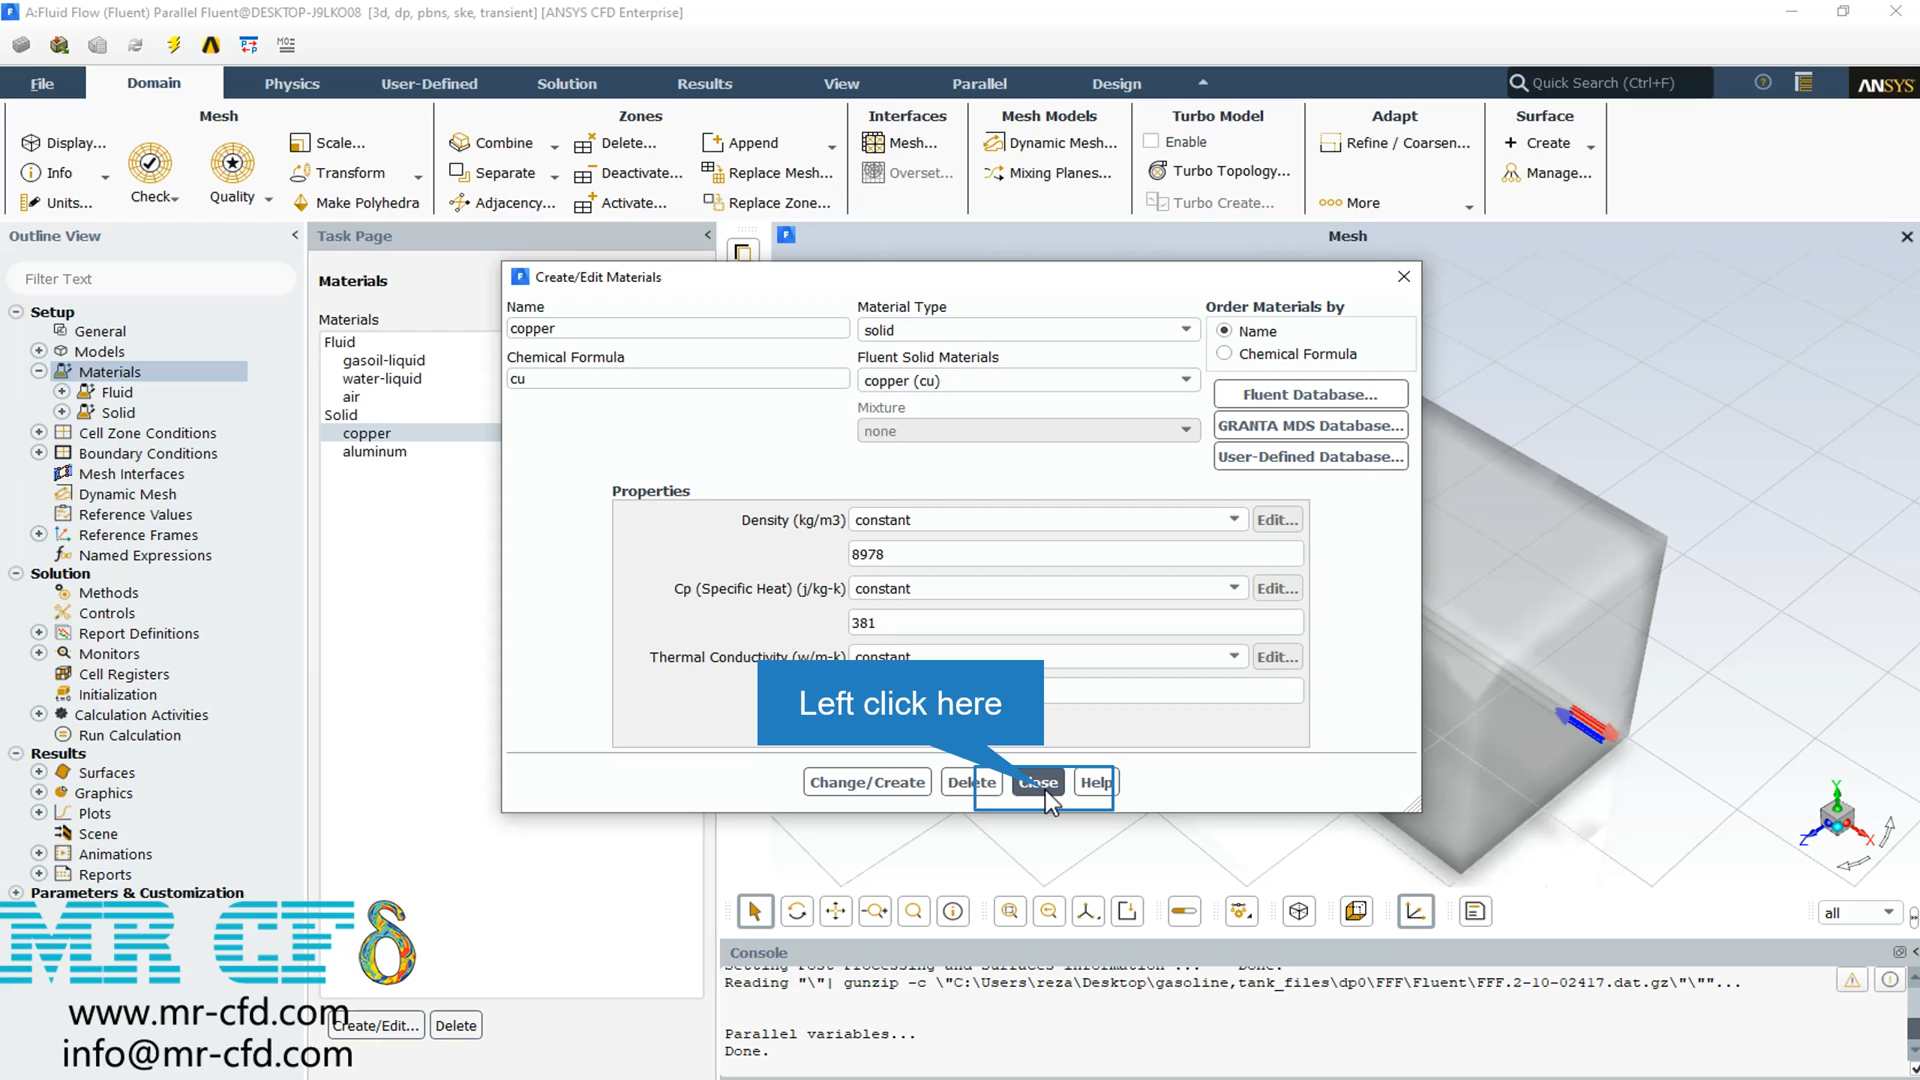 A:Fluid Flow (Fluent) Parallel Fluent@DESKTOP-J9LKO08 [3d, dp, pbns, ske, transient] [ANSYS CFD Enterprise]
File Domain Physics User-Defined Solution Results View Parallel Design Quick Search (Ctrl+F) ANSYS
Mesh Zones Interfaces Mesh Models Turbo Model Adapt Surface
Display... Scale... Combine Delete... Append Mesh... Dynamic Mesh... Enable Refine / Coarsen... Create
Info Transform Separate Deactivate... Replace Mesh... Overset... Mixing Planes... Turbo Topology... Manage...
Check Quality
Units... Make Polyhedra Adjacency... Activate... Replace Zone... Turbo Create... More
Outline View
Filter Text
Setup
General
Models
Materials
Fluid
Solid
Cell Zone Conditions
Boundary Conditions
Mesh Interfaces
Dynamic Mesh
Reference Values
Reference Frames
Named Expressions
Solution
Methods
Controls
Report Definitions
Monitors
Cell Registers
Initialization
Calculation Activities
Run Calculation
Results
Surfaces
Graphics
Plots
Scene
Animations
Reports
Parameters & Customization
MR CF
www.mr-cfd.com
info@mr-cfd.com
Task Page
Materials
Materials
Fluid
gasoil-liquid
water-liquid
air
Solid
copper
aluminum
Create/Edit... Delete
Mesh
Create/Edit Materials
Name
copper
Chemical Formula
cu
Material Type
solid
Fluent Solid Materials
copper (cu)
Mixture
none
Order Materials by
Name
Chemical Formula
Fluent Database...
GRANTA MDS Database...
User-Defined Database...
Properties
Density (kg/m3) constant Edit...
8978
Cp (Specific Heat) (j/kg-k) constant Edit...
381
Thermal Conductivity (w/m-k) constant Edit...
Left click here
Change/Create Delete Close Help
Y
Z X
all
Console
Setting Post Processing and Surfaces information ... Done.
Reading "\"| gunzip -c \"C:\Users\reza\Desktop\gasoline,tank_files\dp0\FFF\Fluent\FFF.2-10-02417.dat.gz\"\""...
Parallel variables...
Done.